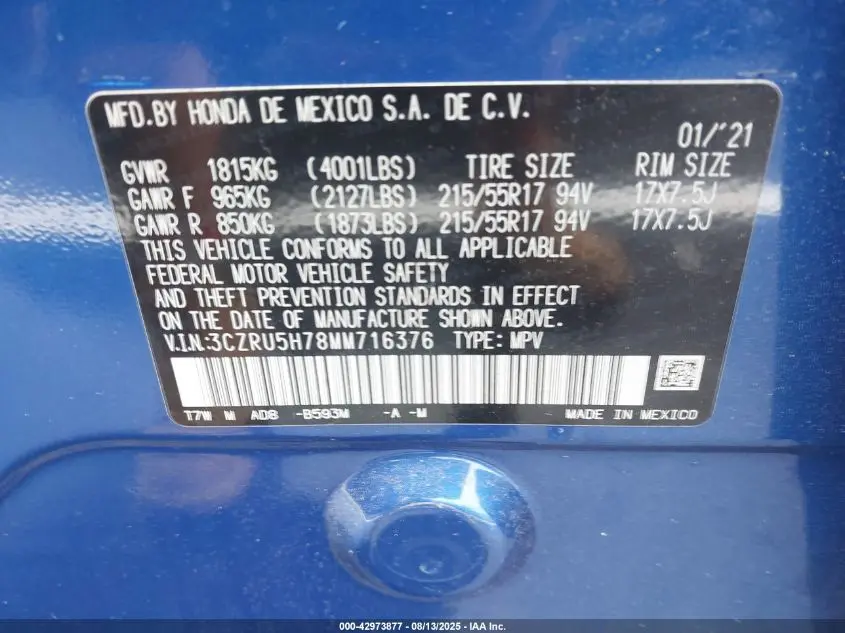 MFD.BY HONDA DE MEXICO S.A. DE C.V.
01/'21
GVWR 1815KG (4001LBS) TIRE SIZE RIM SIZE
GAWR F 965KG (2127LBS) 215/55R17 94V 17X7.5J
GAWR R 850KG (1873LBS) 215/55R17 94V 17X7.5J
THIS VEHICLE CONFORMS TO ALL APPLICABLE
FEDERAL MOTOR VEHICLE SAFETY
AND THEFT PREVENTION STANDARDS IN EFFECT
ON THE DATE OF MANUFACTURE SHOWN ABOVE.
V.I.N.:3CZRU5H78MM716376 TYPE: MPV
T7W M AD8 -B593M -A -M MADE IN MEXICO
000-42973877 - 08/13/2025 - IAA Inc.